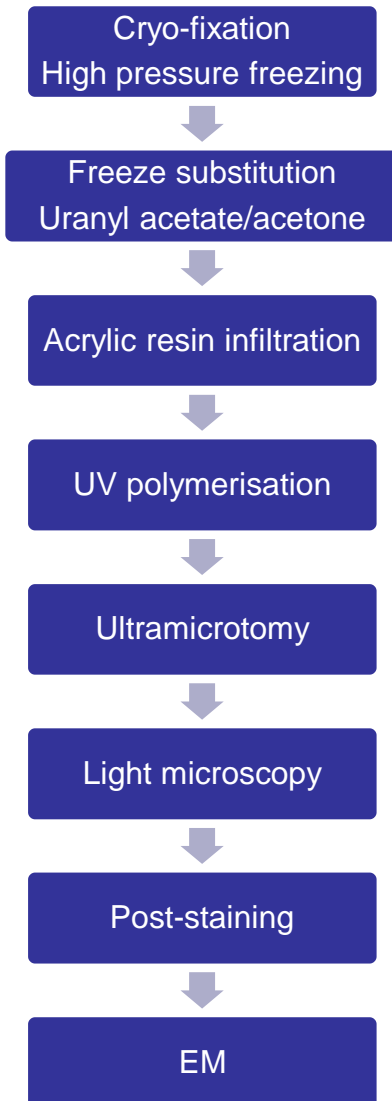 Cryo-fixation
High pressure freezing
Freeze substitution
Uranyl acetate/acetone
Acrylic resin infiltration
UV polymerisation
Ultramicrotomy
Light microscopy
Post-staining
EM